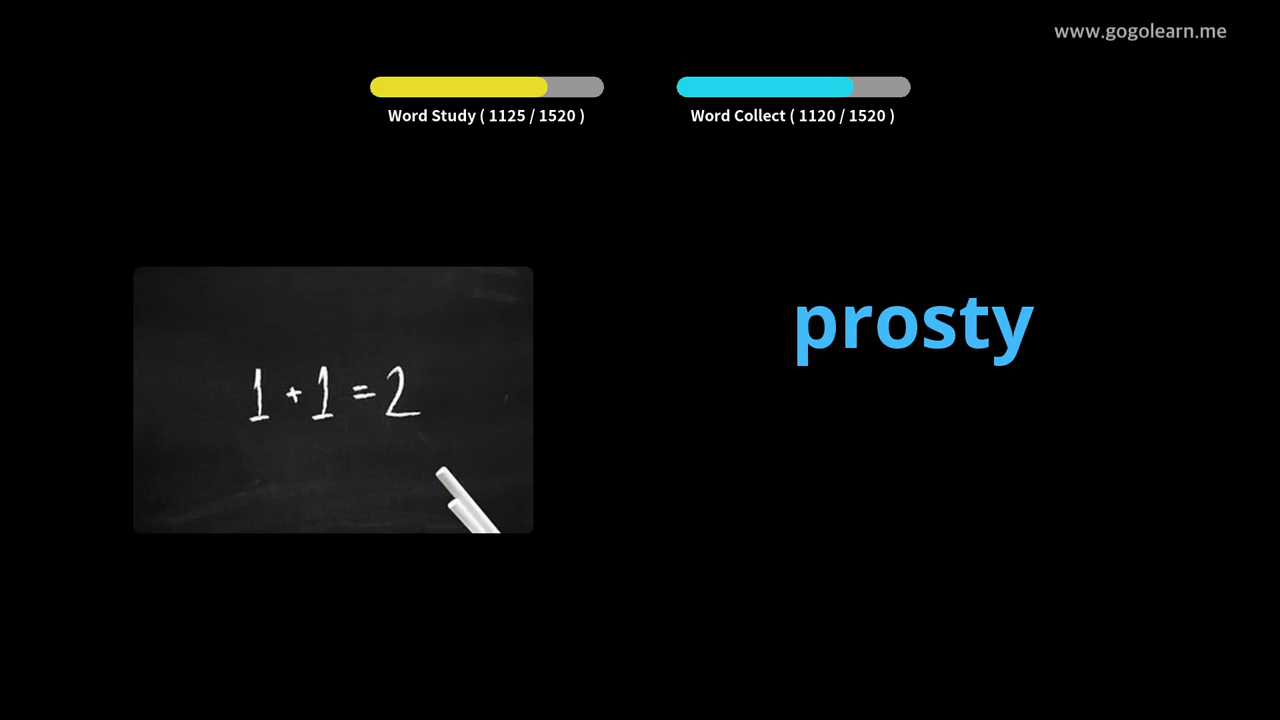 www.gogolearn.me
Word Study ( 1125 / 1520 )
Word Collect ( 1120 / 1520 )
prosty
1 + 1 = 2